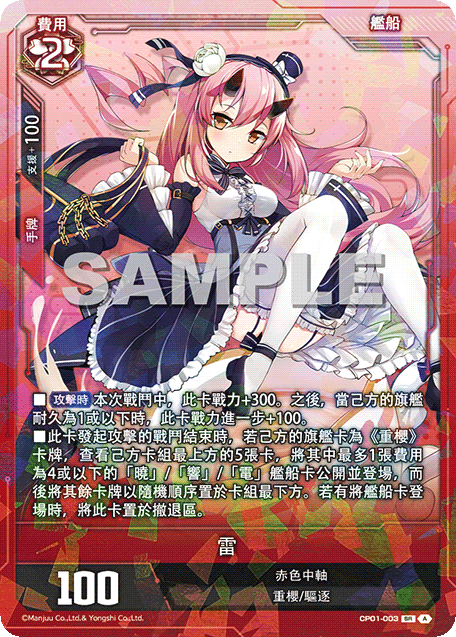 費用
2
艦船
支援+100
手牌
SAMPLE
■ 攻擊時 本次戰鬥中，此卡戰力+300。之後，當己方的旗艦
耐久為1或以下時，此卡戰力進一步+100。
■此卡發起攻擊的戰鬥結束時，若己方的旗艦卡為《重櫻》
卡牌，查看己方卡組最上方的5張卡，將其中最多1張費用
為4或以下的「曉」/「響」/「電」艦船卡公開並登場，而
後將其餘卡牌以隨機順序置於卡組最下方。若有將艦船卡登
場時，將此卡置於撤退區。
雷
100
赤色中軸
重櫻/驅逐
©Manjuu Co.,Ltd.& Yongshi Co.,Ltd.
CP01-003 SR A